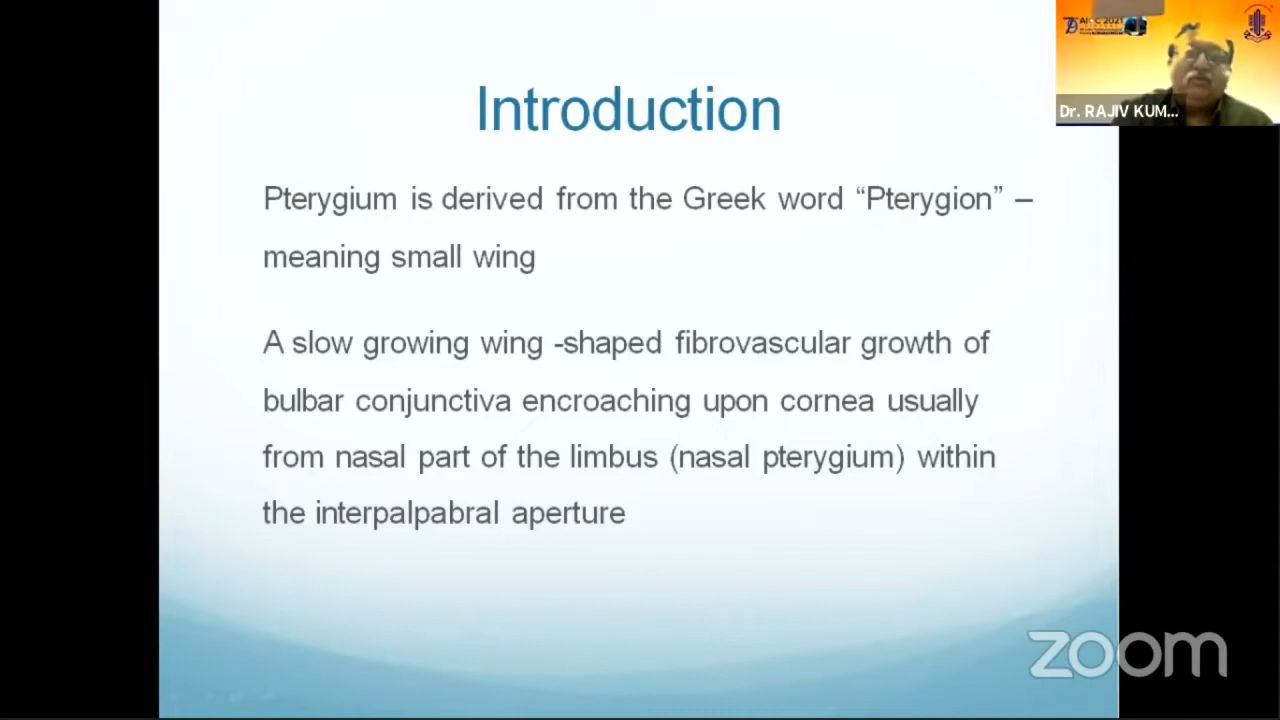 Introduction
Pterygium is derived from the Greek word “Pterygion” –
meaning small wing
A slow growing wing -shaped fibrovascular growth of
bulbar conjunctiva encroaching upon cornea usually
from nasal part of the limbus (nasal pterygium) within
the interpalpabral aperture
AIOC 2021
Dr. RAJIV KUM...
zoom